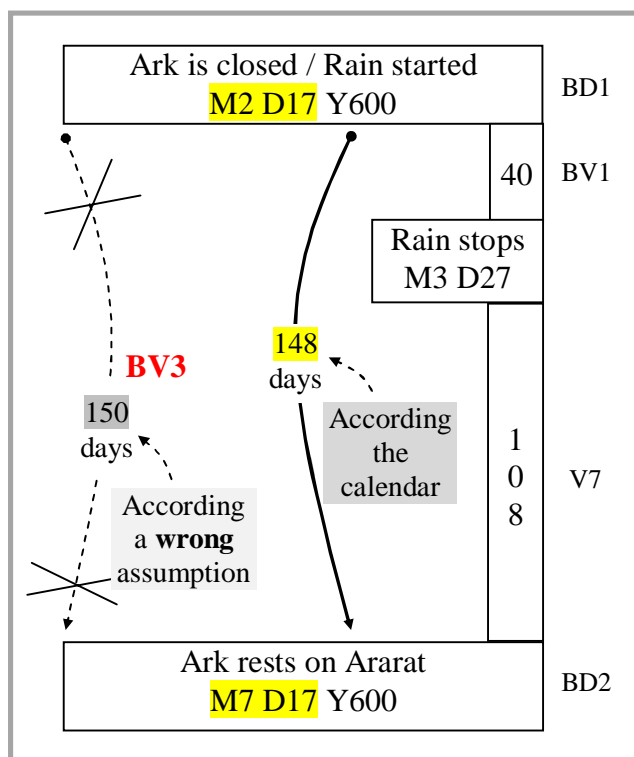 Ark is closed / Rain started
M2 D17 Y600
BD1
40
BV1
Rain stops
M3 D27
148
days
BV3
150
days
According
the
calendar
According
a wrong
assumption
1
0
8
V7
Ark rests on Ararat
M7 D17 Y600
BD2